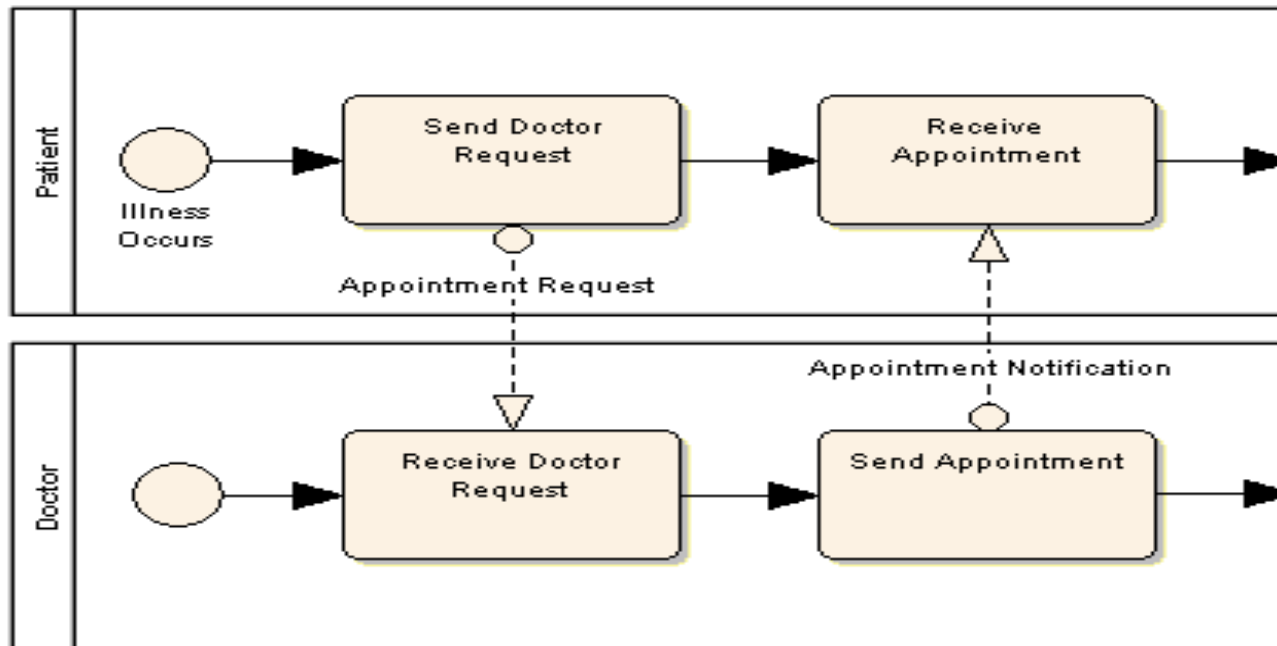 Patient
Illness
Occurs
Send Doctor
Request
Receive
Appointment
Appointment Request
Doctor
Appointment Notification
Receive Doctor
Request
Send Appointment